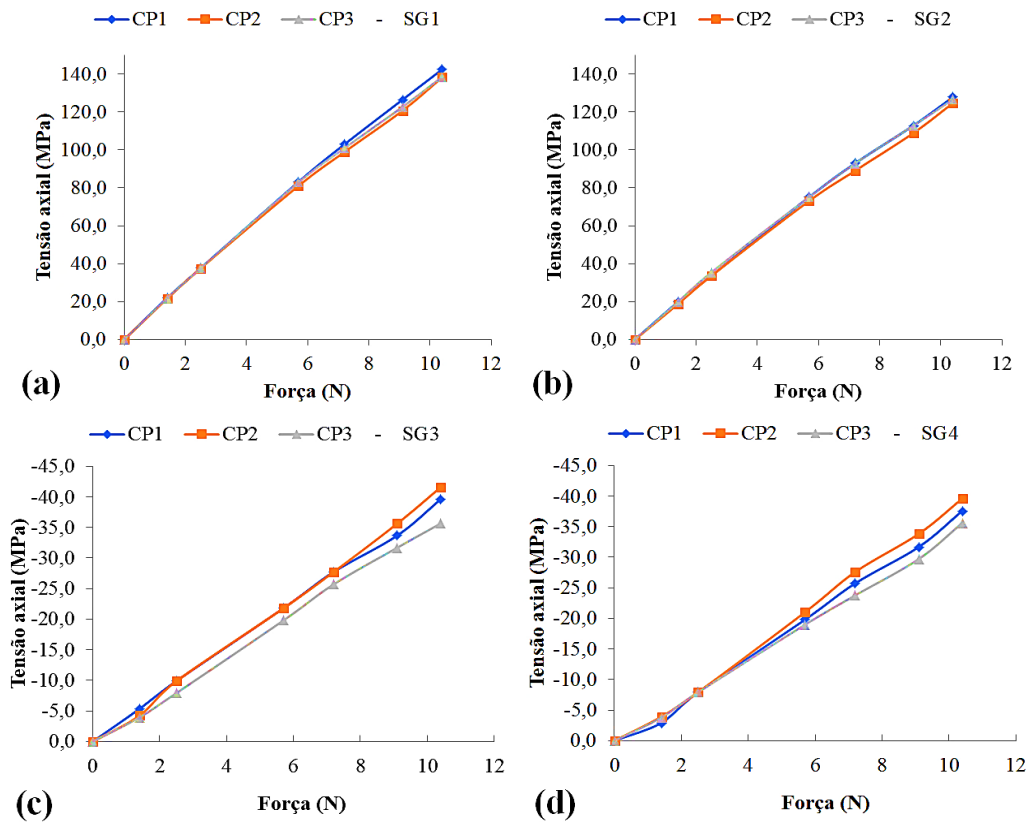 CP1 CP2 CP3 - SG1
Tensão axial (MPa)
140,0
120,0
100,0
80,0
60,0
40,0
20,0
0,0
0 2 4 6 8 10 12
Força (N)
(a)
CP1 CP2 CP3 - SG2
Tensão axial (MPa)
140,0
120,0
100,0
80,0
60,0
40,0
20,0
0,0
0 2 4 6 8 10 12
Força (N)
(b)
CP1 CP2 CP3 - SG3
Tensão axial (MPa)
-45,0
-40,0
-35,0
-30,0
-25,0
-20,0
-15,0
-10,0
-5,0
0,0
0 2 4 6 8 10 12
Força (N)
(c)
CP1 CP2 CP3 - SG4
Tensão axial (MPa)
-45,0
-40,0
-35,0
-30,0
-25,0
-20,0
-15,0
-10,0
-5,0
0,0
0 2 4 6 8 10 12
Força (N)
(d)